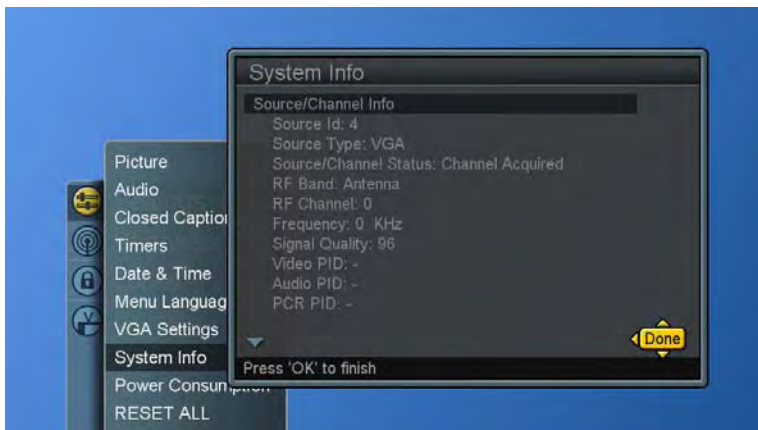 System Info
Source/Channel Info
Source Id: 4
Source Type: VGA
Source/Channel Status: Channel Acquired
RF Band: Antenna
RF Channel: 0
Frequency: 0 KHz
Signal Quality: 96
Video PID: -
Audio PID: -
PCR PID: -
Done
Press 'OK' to finish
Picture
Audio
Closed Caption
Timers
Date & Time
Menu Languag
VGA Settings
System Info
Power Consumption
RESET ALL